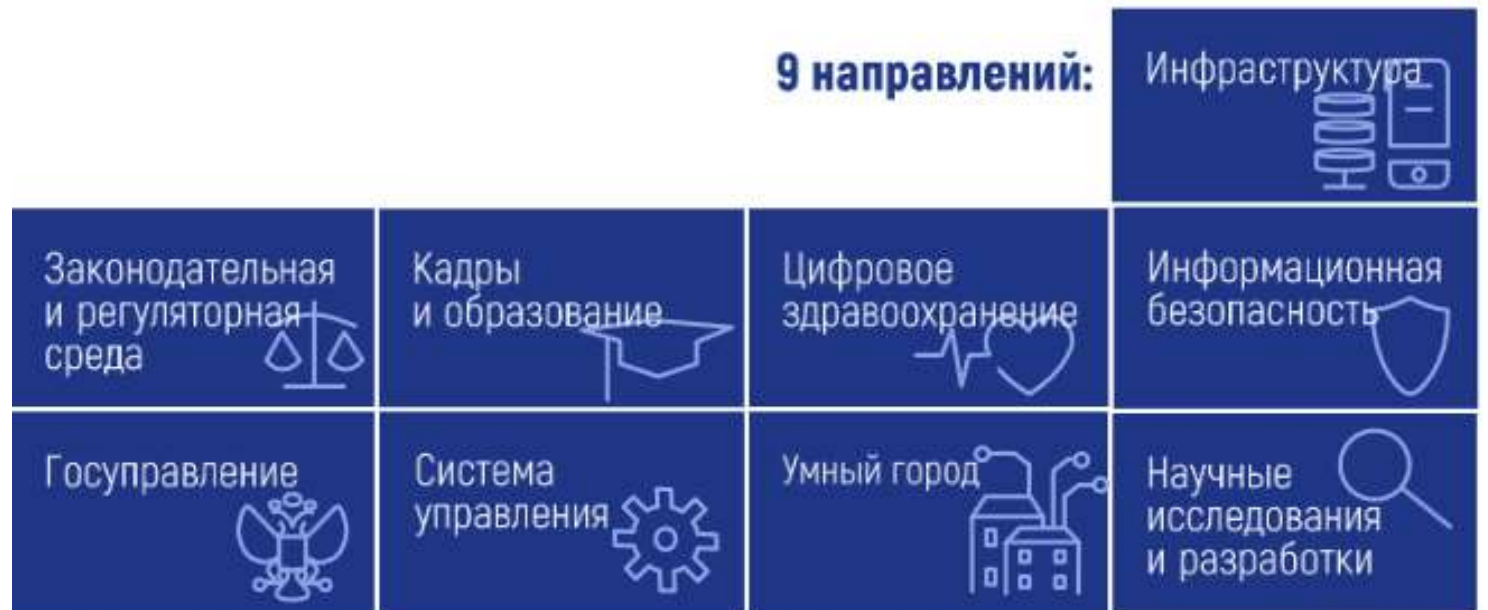 9 направлений:
Инфраструктура
Законодательная
и регуляторная
среда
Кадры
и образование
Цифровое
здравоохранение
Информационная
безопасность
Госуправление
Система
управления
Умный город
Научные
исследования
и разработки